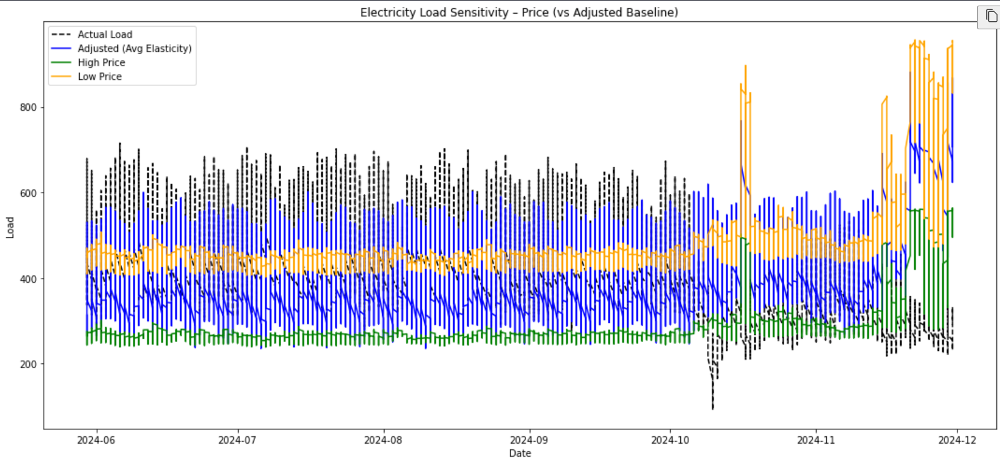 Electricity Load Sensitivity – Price (vs Adjusted Baseline)
Actual Load
Adjusted (Avg Elasticity)
High Price
Low Price
Load
800
600
400
200
2024-06 2024-07 2024-08 2024-09 2024-10 2024-11 2024-12
Date